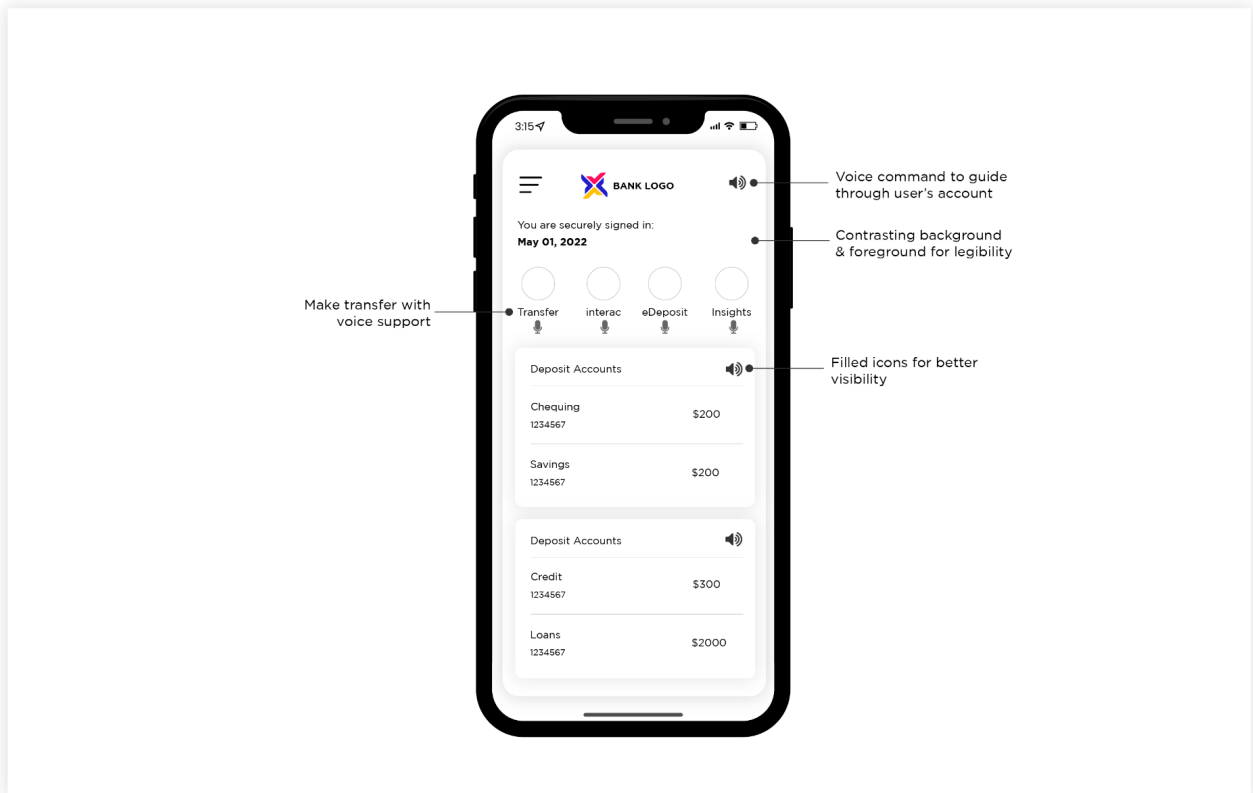 3:15
BANK LOGO
Voice command to guide
through user's account
You are securely signed in:
May 01, 2022
Contrasting background
& foreground for legibility
Make transfer with
voice support
Transfer interac eDeposit Insights
Filled icons for better
visibility
Deposit Accounts
Chequing
$200
1234567
Savings
$200
1234567
Deposit Accounts
Credit
$300
1234567
Loans
$2000
1234567